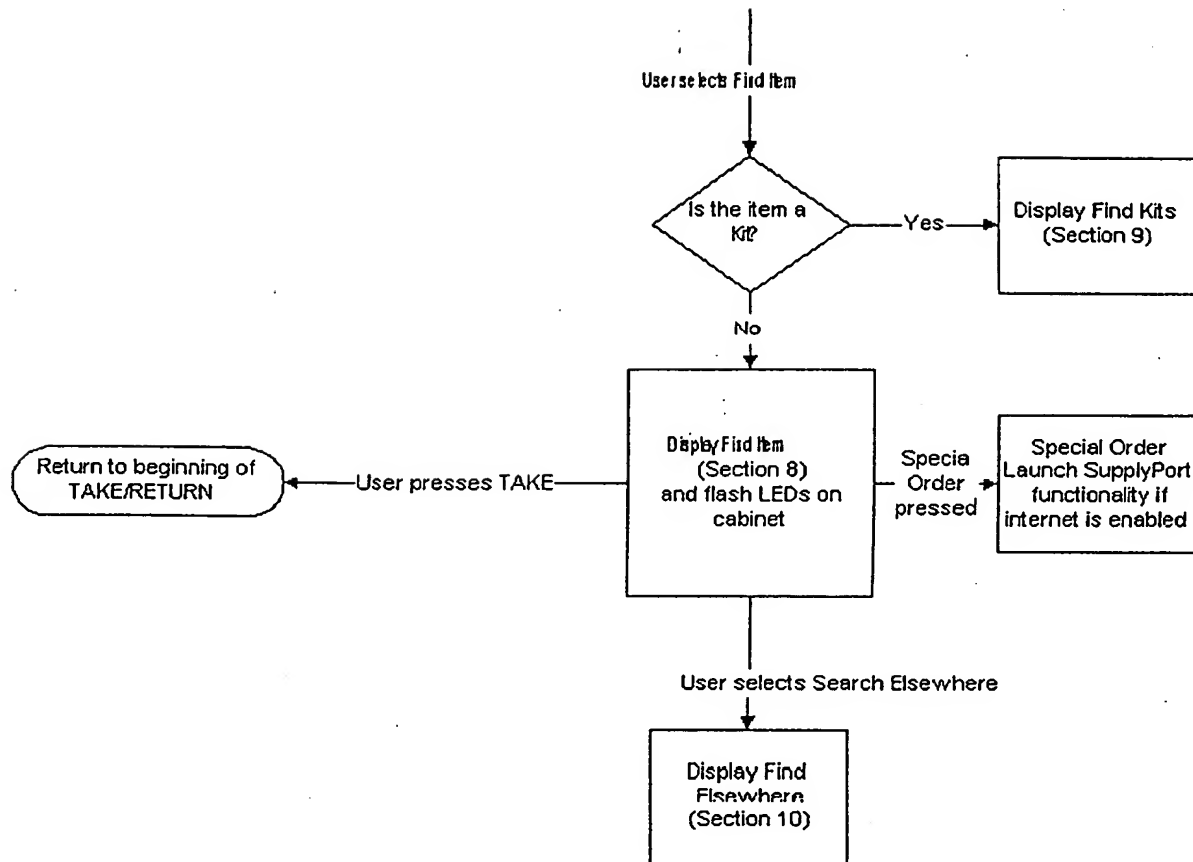 User selects Find Item
Is the item a
Kit?
Yes
Display Find Kits
(Section 9)
No
Display Find Item
(Section 8)
and flash LEDs on
cabinet
User presses TAKE
Return to beginning of
TAKE/RETURN
Specia
Order
pressed
Special Order
Launch SupplyPort
functionality if
internet is enabled
User selects Search Elsewhere
Display Find
Elsewhere
(Section 10)